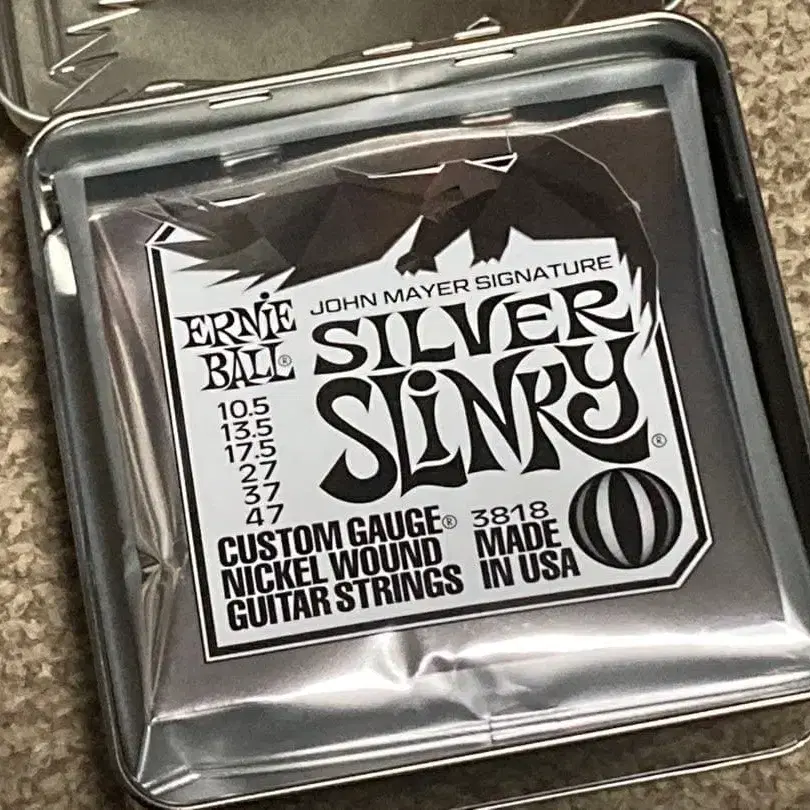 JOHN MAYER SIGNATURE
ERNIE
BALL®
SILVER
SLINKY®
10.5
13.5
17.5
27
37
47
CUSTOM GAUGE®
NICKEL WOUND
GUITAR STRINGS
3818
MADE
IN USA